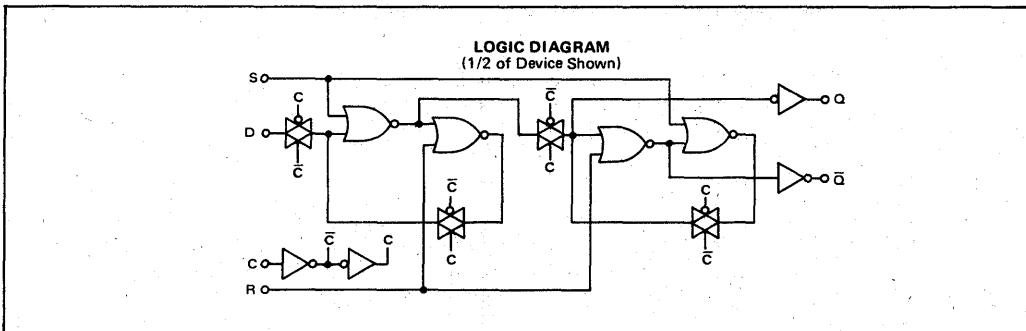 LOGIC DIAGRAM
(1/2 of Device Shown)
S
C
D
C̅
C̅
C
C̅
C
Q
Q̅
C
C̅
C
C̅
C
R